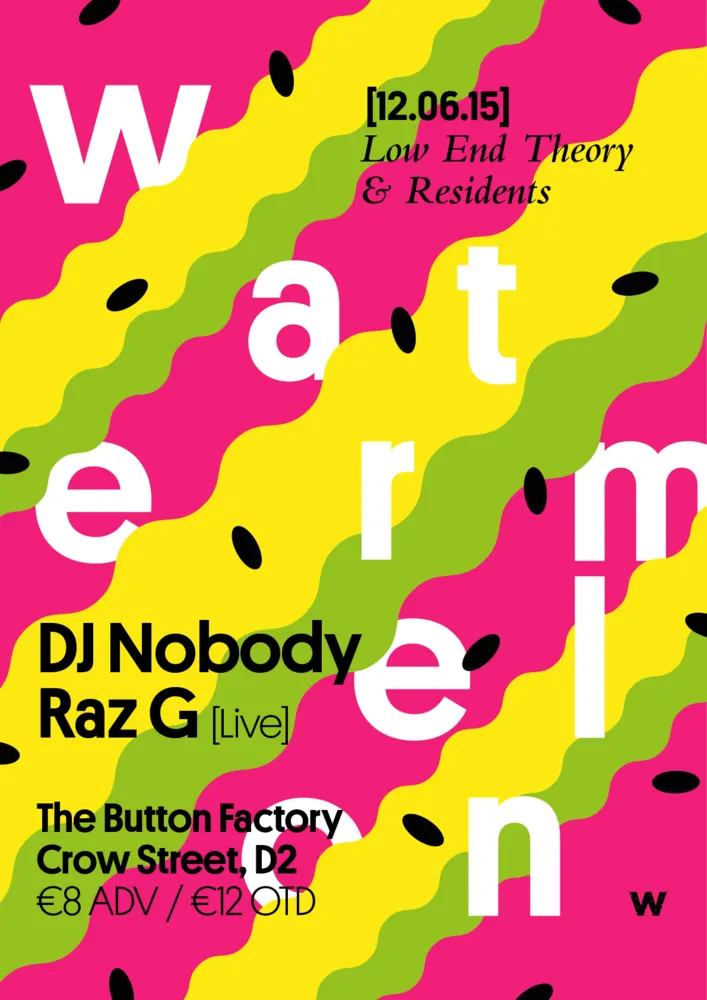 w
[12.06.15]
Low End Theory
& Residents
a t
e r m
e l
o n
DJ Nobody
Raz G [Live]
The Button Factory
Crow Street, D2
€8 ADV / €12 OTD
w